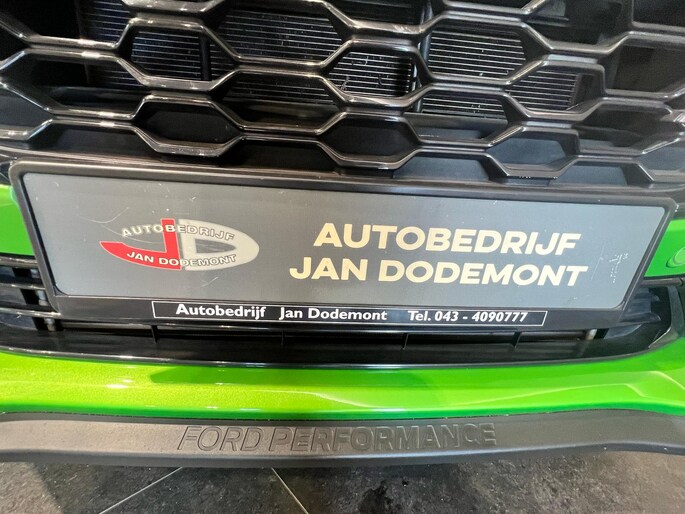 AUTOBEDRIJF
JAN DODEMONT
AUTOBEDRIJF
JAN DODEMONT
Autobedrijf Jan Dodemont Tel. 043 - 4090777
FORD PERFORMANCE